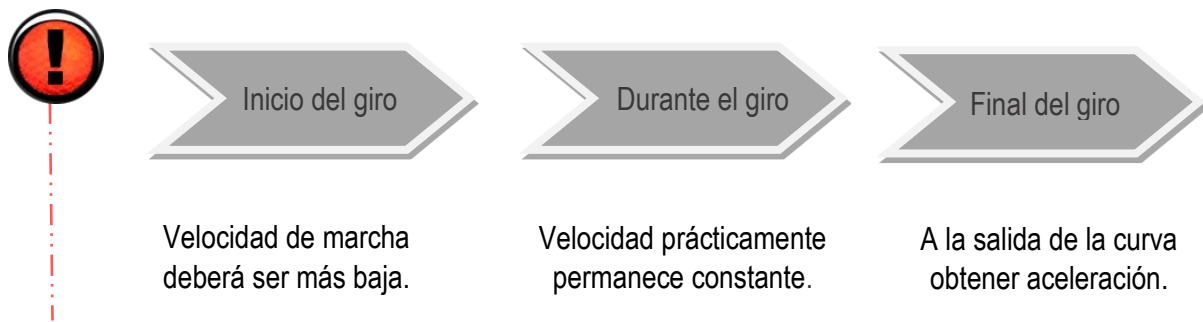 !
Inicio del giro
Durante el giro
Final del giro
Velocidad de marcha
deberá ser más baja.
Velocidad prácticamente
permanece constante.
A la salida de la curva
obtener aceleración.